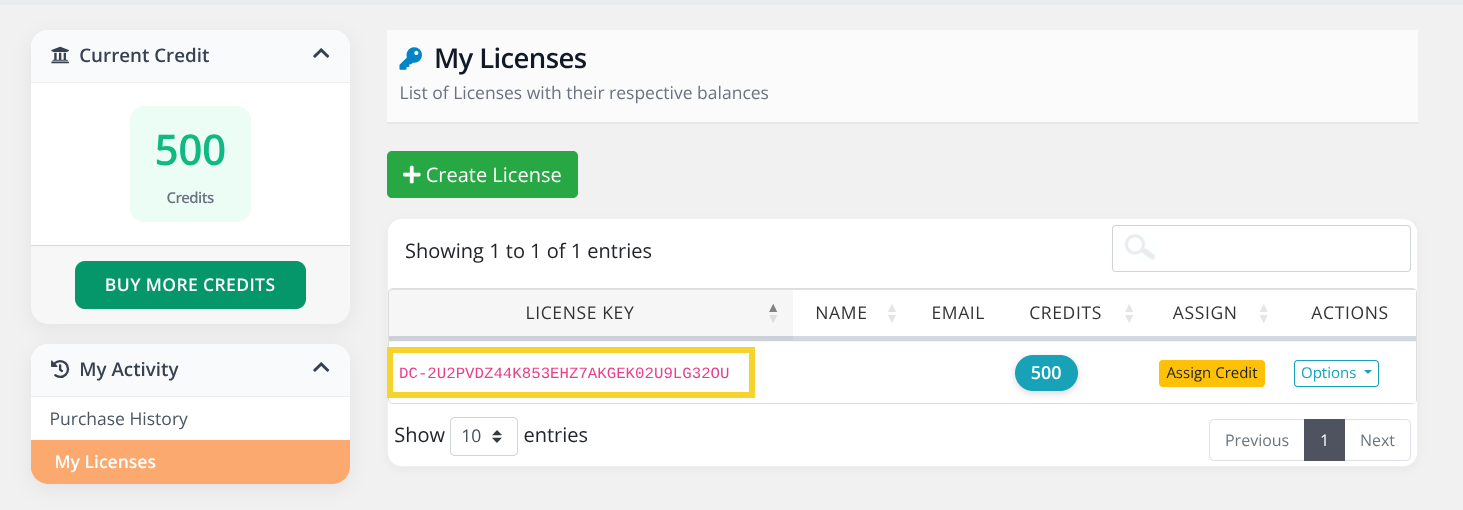 Current Credit
500
Credits
BUY MORE CREDITS
My Activity
Purchase History
My Licenses
My Licenses
List of Licenses with their respective balances
Create License
Showing 1 to 1 of 1 entries
LICENSE KEY NAME EMAIL CREDITS ASSIGN ACTIONS
DC-2U2PVDZ44K853EHZ7AKGEK02U9LG32OU 500 Assign Credit Options
Show 10 entries
Previous 1 Next